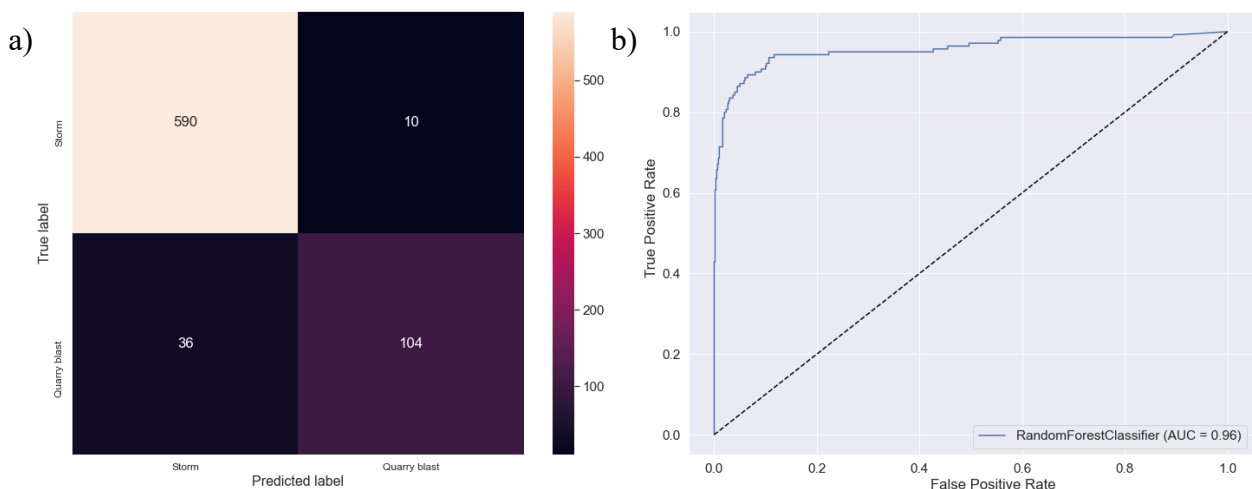 a)
Storm
Quarry blast
True label
590
10
36
104
Storm
Quarry blast
Predicted label
500
400
300
200
100
b)
True Positive Rate
1.0
0.8
0.6
0.4
0.2
0.0
0.0
0.2
0.4
0.6
0.8
1.0
False Positive Rate
RandomForestClassifier (AUC = 0.96)